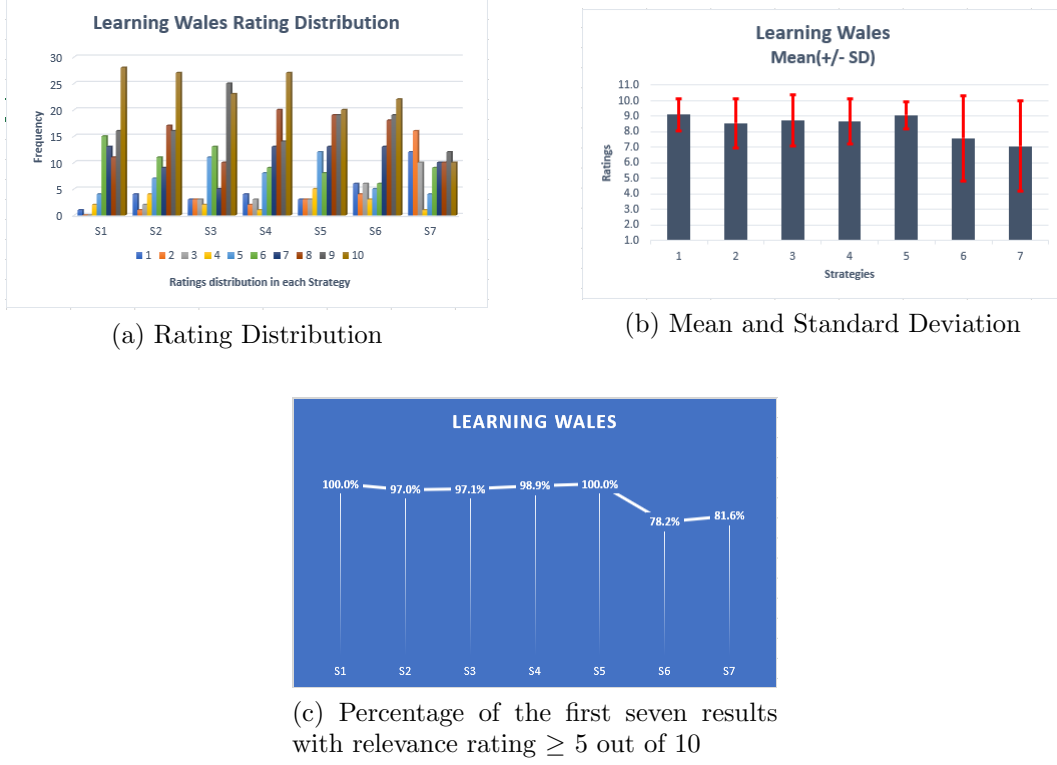 Learning Wales Rating Distribution
30
25
20
15
10
5
0
Frequency
S1 S2 S3 S4 S5 S6 S7
1 2 3 4 5 6 7 8 9 10
Ratings distribution in each Strategy
(a) Rating Distribution
Learning Wales
Mean(+/- SD)
11.0
10.0
9.0
8.0
7.0
6.0
5.0
4.0
3.0
2.0
1.0
Ratings
1 2 3 4 5 6 7
Strategies
(b) Mean and Standard Deviation
LEARNING WALES
100.0% 97.0% 97.1% 98.9% 100.0% 78.2% 81.6%
S1 S2 S3 S4 S5 S6 S7
(c) Percentage of the first seven results
with relevance rating ≥ 5 out of 10